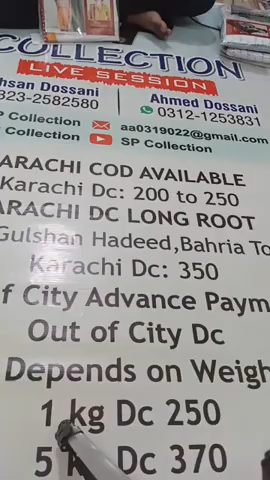 COLLECTION
LIVE SESSION
hsan Dossani
323-2582580
Ahmed Dossani
0312-1253831
P Collection
aa0319022@gmail.com
Collection
SP Collection
ARACHI COD AVAILABLE
Karachi Dc: 200 to 250
ARACHI DC LONG ROOT
Gulshan Hadeed,Bahria To
Karachi Dc: 350
f City Advance Paym
Out of City Dc
Depends on Weigh
1 kg Dc 250
5 k Dc 370